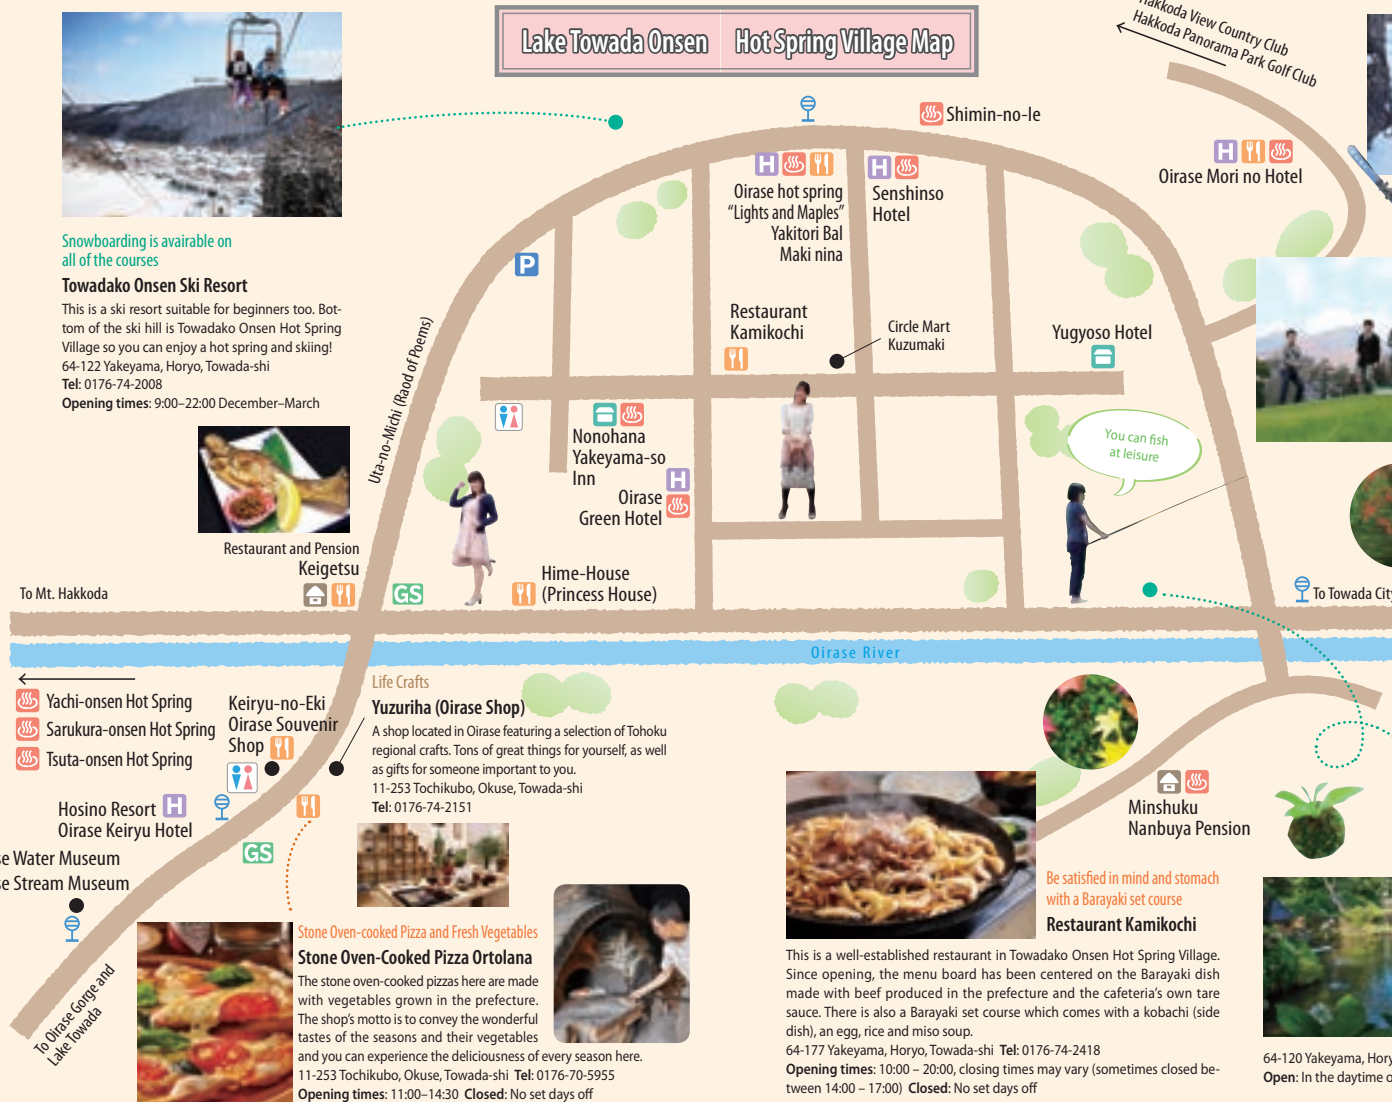 Lake Towada Onsen Hot Spring Village Map
Hakkoda View Country Club
Hakkoda Panorama Park Golf Club
Snowboarding is avairable on
all of the courses
Towadako Onsen Ski Resort
This is a ski resort suitable for beginners too. Bot-
tom of the ski hill is Towadako Onsen Hot Spring
Village so you can enjoy a hot spring and skiing!
64-122 Yakeyama, Horyo, Towada-shi
Tel: 0176-74-2008
Opening times: 9:00–22:00 December–March
Shimin-no-Ie
H
Oirase hot spring
"Lights and Maples"
Yakitori Bal
Maki nina
H
Senshinso
Hotel
H
Oirase Mori no Hotel
P
Uta-no-Michi (Raod of Poems)
Restaurant
Kamikochi
Circle Mart
Kuzumaki
Yugyoso Hotel
Nonohana
Yakeyama-so
Inn
H
Oirase
Green Hotel
You can fish
at leisure
Restaurant and Pension
Keigetsu
GS
Hime-House
(Princess House)
To Mt. Hakkoda
To Towada City
Oirase River
Yachi-onsen Hot Spring
Sarukura-onsen Hot Spring
Tsuta-onsen Hot Spring
Keiryu-no-Eki
Oirase Souvenir
Shop
Hosino Resort H
Oirase Keiryu Hotel
GS
se Water Museum
se Stream Museum
To Oirase Gorge and
Lake Towada
Life Crafts
Yuzuriha (Oirase Shop)
A shop located in Oirase featuring a selection of Tohoku
regional crafts. Tons of great things for yourself, as well
as gifts for someone important to you.
11-253 Tochikubo, Okuse, Towada-shi
Tel: 0176-74-2151
Stone Oven-cooked Pizza and Fresh Vegetables
Stone Oven-Cooked Pizza Ortolana
The stone oven-cooked pizzas here are made
with vegetables grown in the prefecture.
The shop's motto is to convey the wonderful
tastes of the seasons and their vegetables
and you can experience the deliciousness of every season here.
11-253 Tochikubo, Okuse, Towada-shi Tel: 0176-70-5955
Opening times: 11:00–14:30 Closed: No set days off
Minshuku
Nanbuya Pension
Be satisfied in mind and stomach
with a Barayaki set course
Restaurant Kamikochi
This is a well-established restaurant in Towadako Onsen Hot Spring Village.
Since opening, the menu board has been centered on the Barayaki dish
made with beef produced in the prefecture and the cafeteria's own tare
sauce. There is also a Barayaki set course which comes with a kobachi (side
dish), an egg, rice and miso soup.
64-177 Yakeyama, Horyo, Towada-shi Tel: 0176-74-2418
Opening times: 10:00 – 20:00, closing times may vary (sometimes closed be-
tween 14:00 – 17:00) Closed: No set days off
64-120 Yakeyama, Hory
Open: In the daytime o